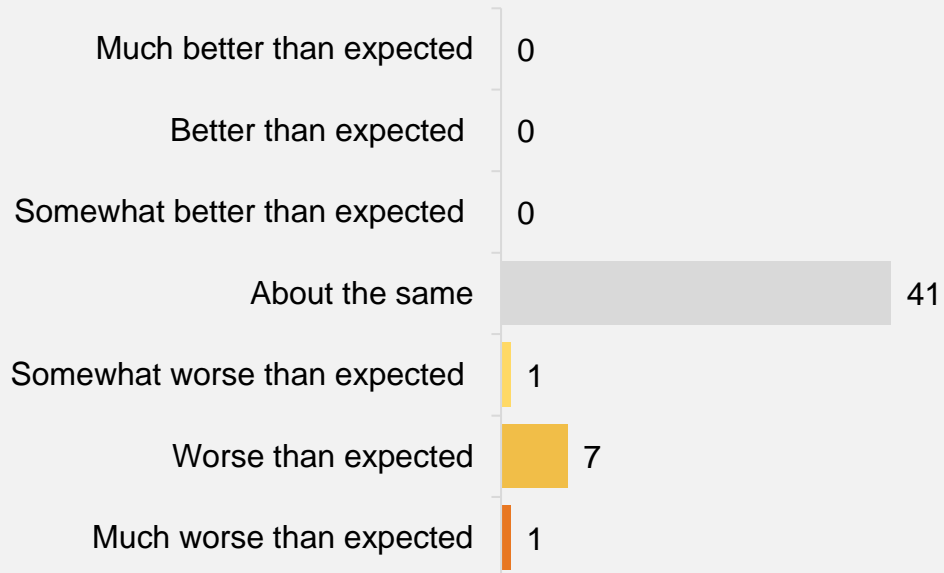 Much better than expected 0
Better than expected 0
Somewhat better than expected 0
About the same 41
Somewhat worse than expected 1
Worse than expected 7
Much worse than expected 1